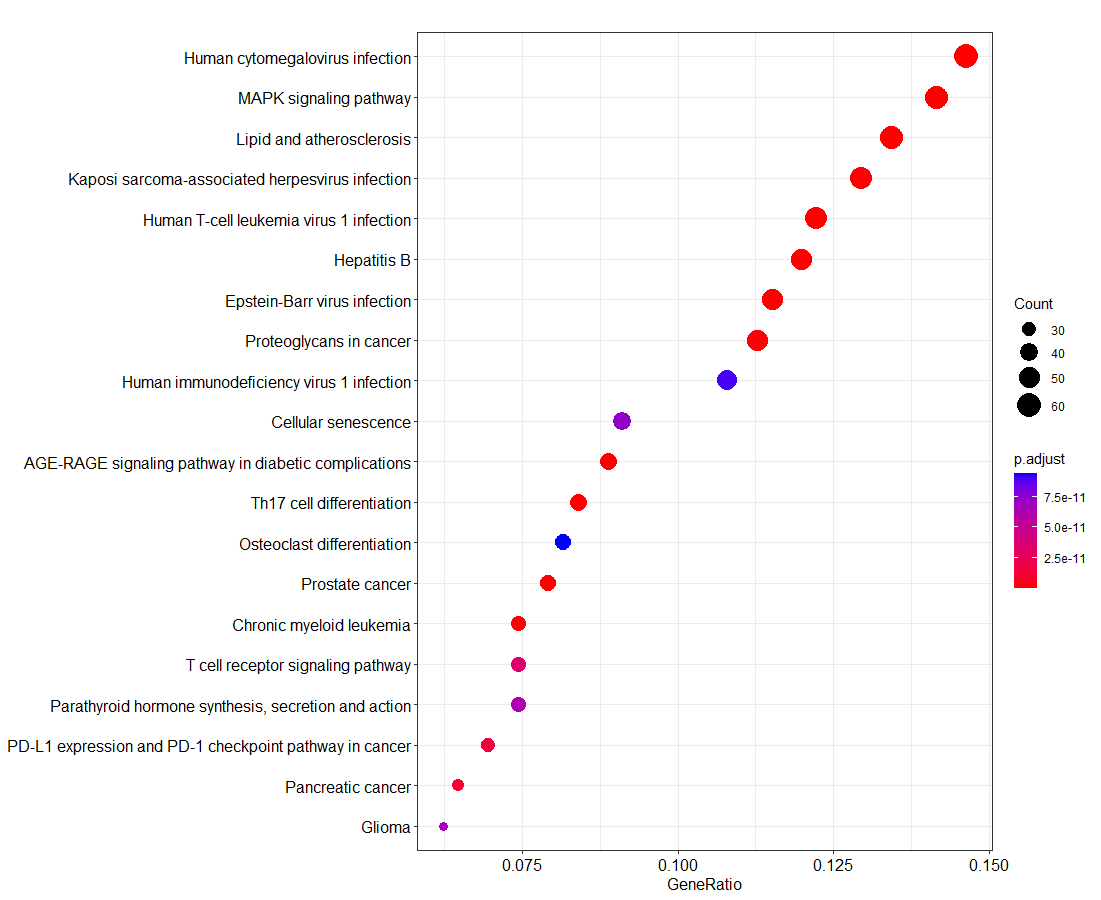 Human cytomegalovirus infection
MAPK signaling pathway
Lipid and atherosclerosis
Kaposi sarcoma-associated herpesvirus infection
Human T-cell leukemia virus 1 infection
Hepatitis B
Epstein-Barr virus infection
Proteoglycans in cancer
Human immunodeficiency virus 1 infection
Cellular senescence
AGE-RAGE signaling pathway in diabetic complications
Th17 cell differentiation
Osteoclast differentiation
Prostate cancer
Chronic myeloid leukemia
T cell receptor signaling pathway
Parathyroid hormone synthesis, secretion and action
PD-L1 expression and PD-1 checkpoint pathway in cancer
Pancreatic cancer
Glioma
0.075 0.100 0.125 0.150
GeneRatio
Count
30
40
50
60
p.adjust
7.5e-11
5.0e-11
2.5e-11